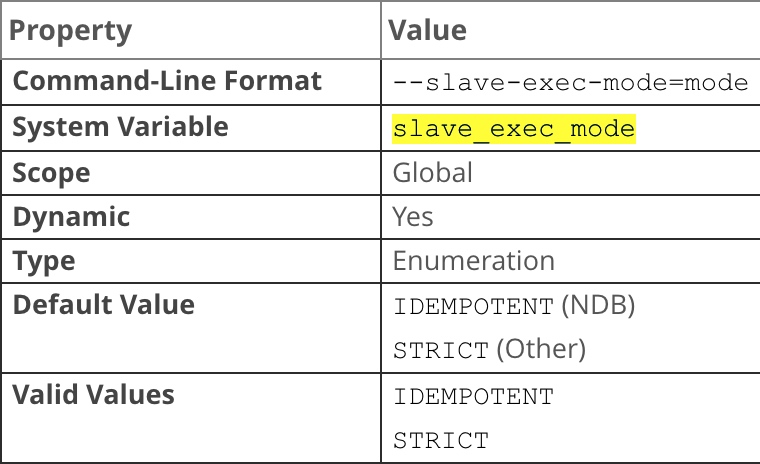 Property Value
Command-Line Format --slave-exec-mode=mode
System Variable slave_exec_mode
Scope Global
Dynamic Yes
Type Enumeration
Default Value IDEMPOTENT (NDB)
STRICT (Other)
Valid Values IDEMPOTENT
STRICT